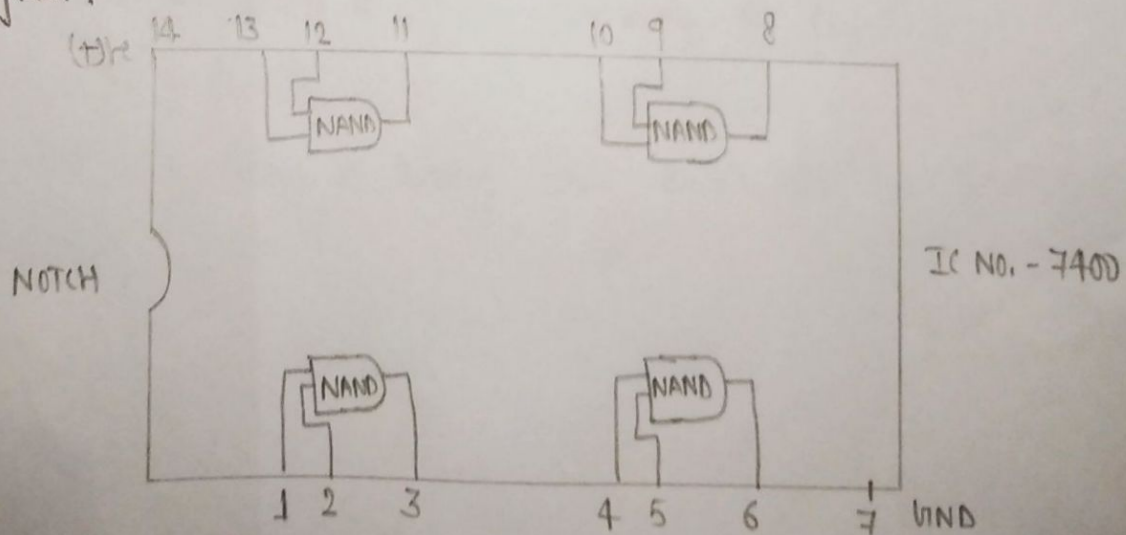 14 13 12 11 10 9 8
(+)ve
NAND NAND
NOTCH
IC NO. - 7400
NAND NAND
1 2 3 4 5 6 7 GND